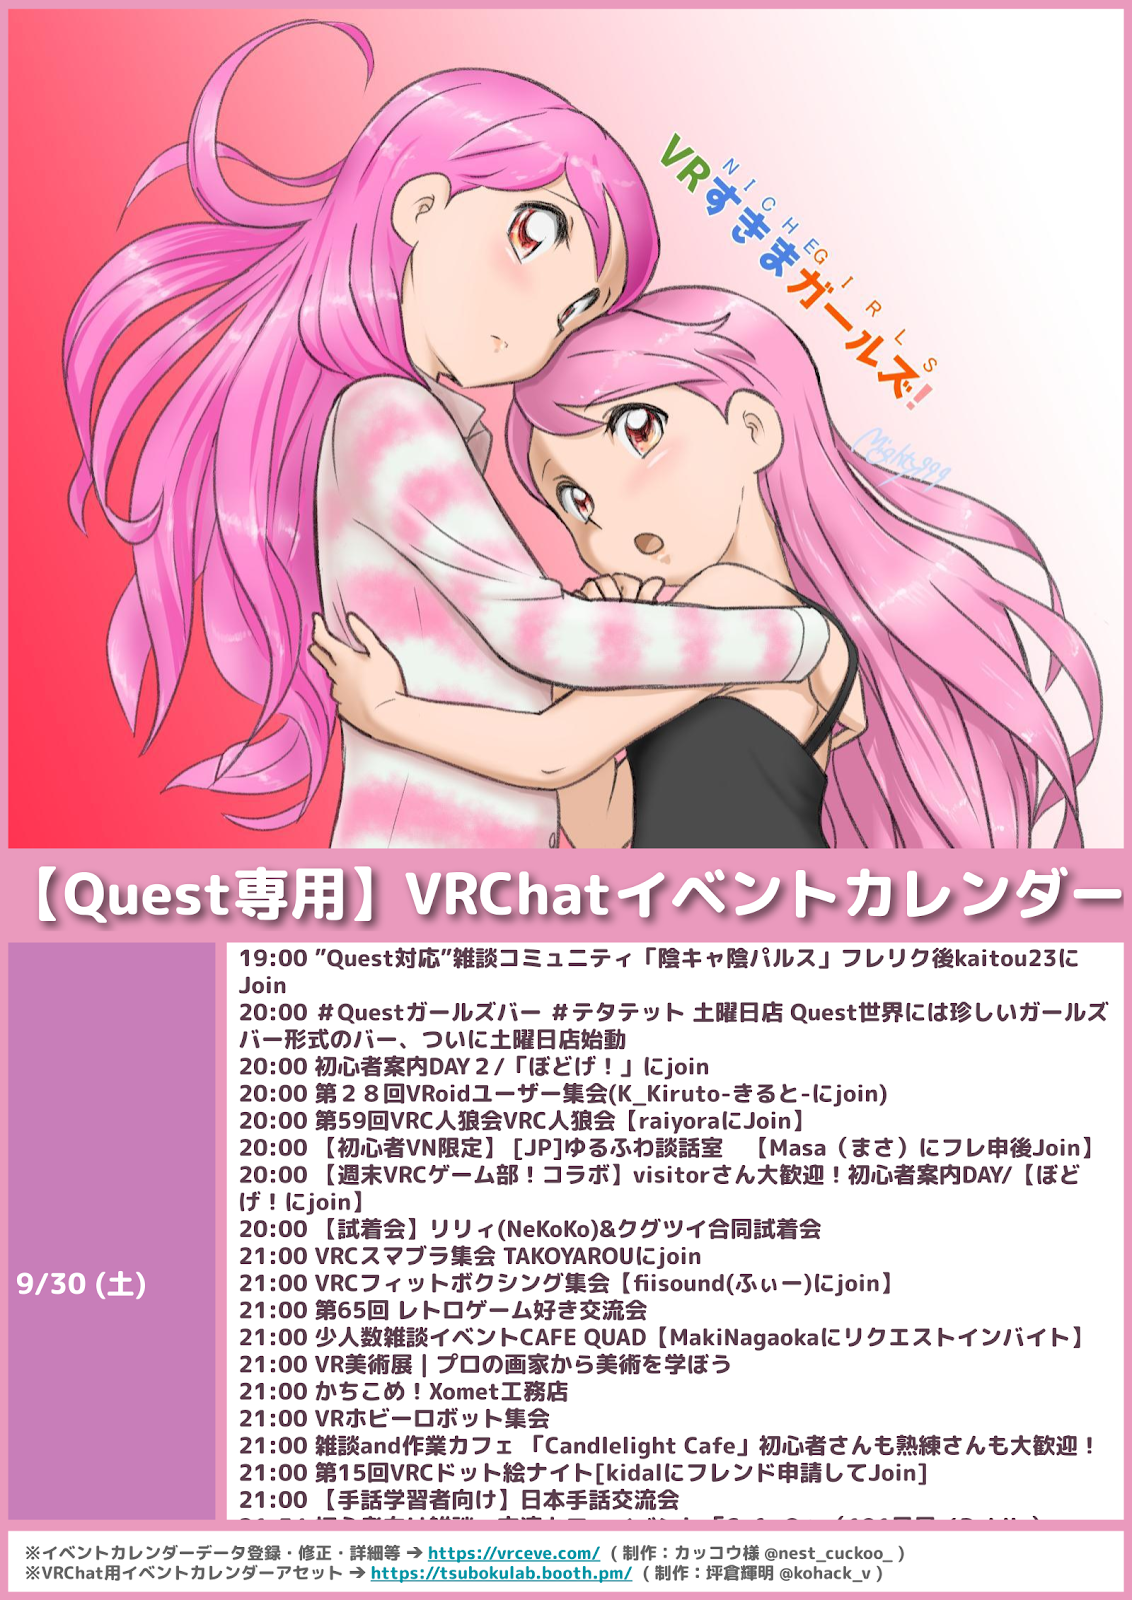 VRすきまガールズ!
NICHEGIRLS
Mighty999
【Quest専用】VRChatイベントカレンダー
9/30 (土)
19:00 ”Quest対応”雑談コミュニティ「陰キャ陰パルス」フレリク後kaitou23に
Join
20:00 ＃Questガールズバー ＃テタテット 土曜日店 Quest世界には珍しいガールズ
バー形式のバー、ついに土曜日店始動
20:00 初心者案内DAY２/「ぼどげ！」にjoin
20:00 第２８回VRoidユーザー集会(K_Kiruto-きると-にjoin)
20:00 第59回VRC人狼会VRC人狼会【raiyoraにJoin】
20:00 【初心者VN限定】 [JP]ゆるふわ談話室　【Masa（まさ）にフレ申後Join】
20:00 【週末VRCゲーム部！コラボ】visitorさん大歓迎！初心者案内DAY/【ぼど
げ！にjoin】
20:00 【試着会】リリィ(NeKoKo)&クグツイ合同試着会
21:00 VRCスマブラ集会 TAKOYAROUにjoin
21:00 VRCフィットボクシング集会【fiisound(ふぃー)にjoin】
21:00 第65回 レトロゲーム好き交流会
21:00 少人数雑談イベントCAFE QUAD【MakiNagaokaにリクエストインバイト】
21:00 VR美術展 | プロの画家から美術を学ぼう
21:00 かちこめ！Xomet工務店
21:00 VRホビーロボット集会
21:00 雑談and作業カフェ 「Candlelight Cafe」初心者さんも熟練さんも大歓迎！
21:00 第15回VRCドット絵ナイト[kidalにフレンド申請してJoin]
21:00 【手話学習者向け】日本手話交流会
※イベントカレンダーデータ登録・修正・詳細等 ➔ https://vrceve.com/ ( 制作：カッコウ様 @nest_cuckoo_ )
※VRChat用イベントカレンダーアセット ➔ https://tsubokulab.booth.pm/ ( 制作：坪倉輝明 @kohack_v )